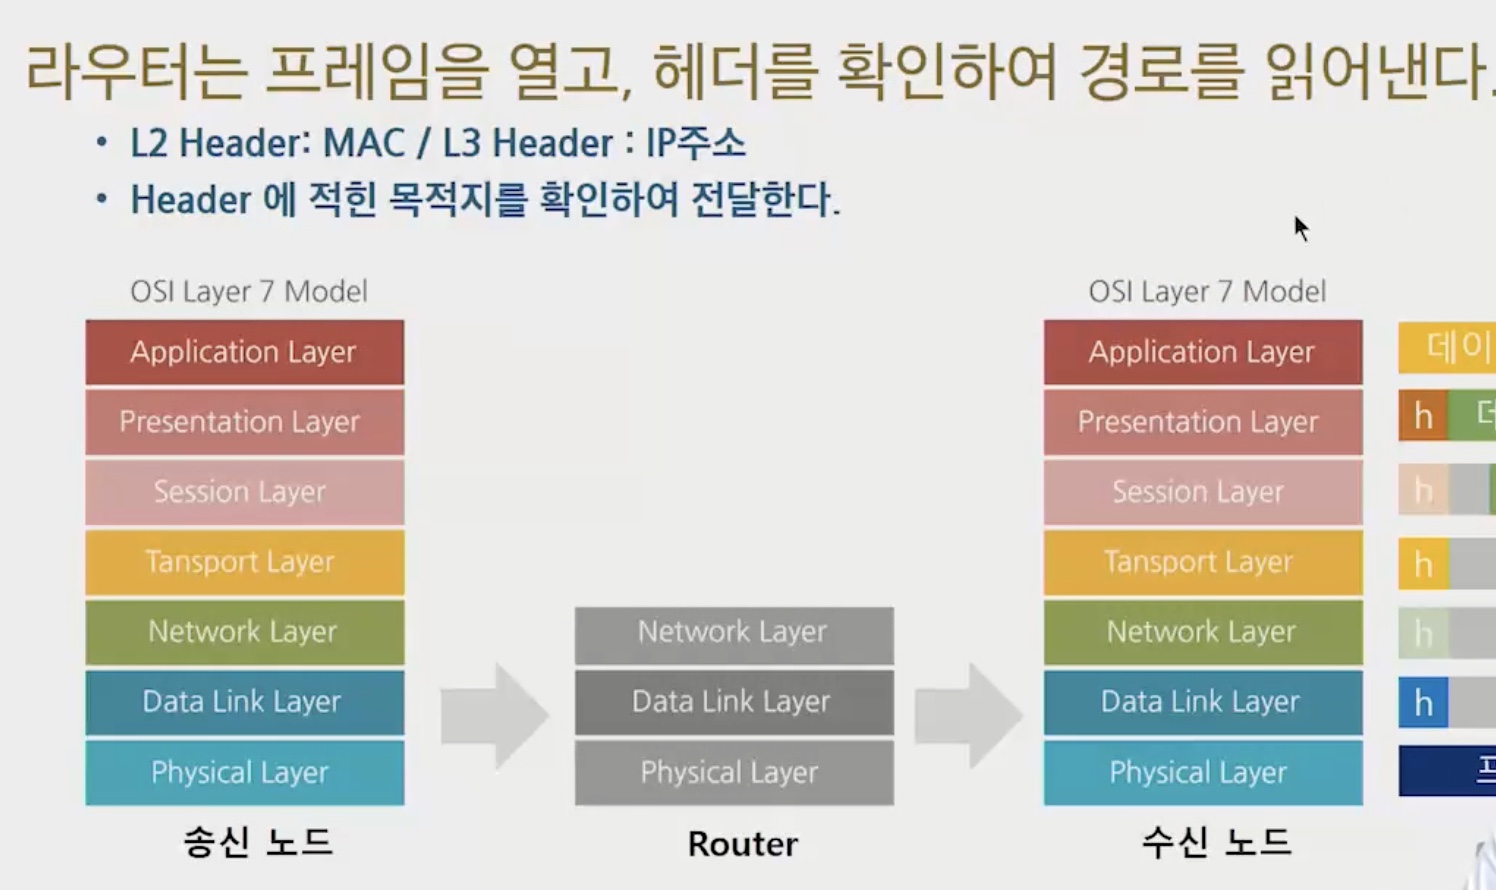 라우터는 프레임을 열고, 헤더를 확인하여 경로를 읽어낸다.
• L2 Header: MAC / L3 Header : IP주소
• Header 에 적힌 목적지를 확인하여 전달한다.
OSI Layer 7 Model
Application Layer
Presentation Layer
Session Layer
Tansport Layer
Network Layer
Data Link Layer
Physical Layer
송신 노드
Network Layer
Data Link Layer
Physical Layer
Router
OSI Layer 7 Model
Application Layer
Presentation Layer
Session Layer
Tansport Layer
Network Layer
Data Link Layer
Physical Layer
수신 노드
데이
h
h
h
h
h